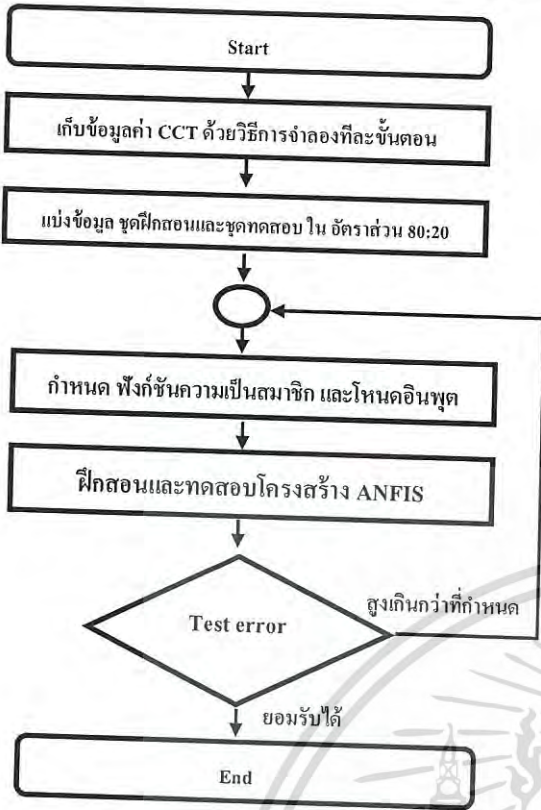 Start
เก็บข้อมูลค่า CCT ด้วยวิธีการจำลองทีละขั้นตอน
แบ่งข้อมูล ชุดฝึกสอนและชุดทดสอบ ใน อัตราส่วน 80:20
กำหนด ฟังก์ชันความเป็นสมาชิก และโหนดอินพุต
ฝึกสอนและทดสอบโครงสร้าง ANFIS
Test error
สูงเกินกว่าที่กำหนด
ยอมรับได้
End